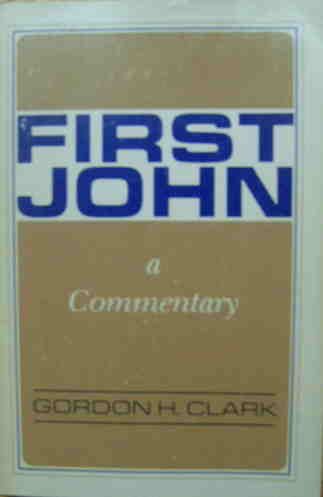 FIRST
JOHN
a
Commentary
GORDON H. CLARK